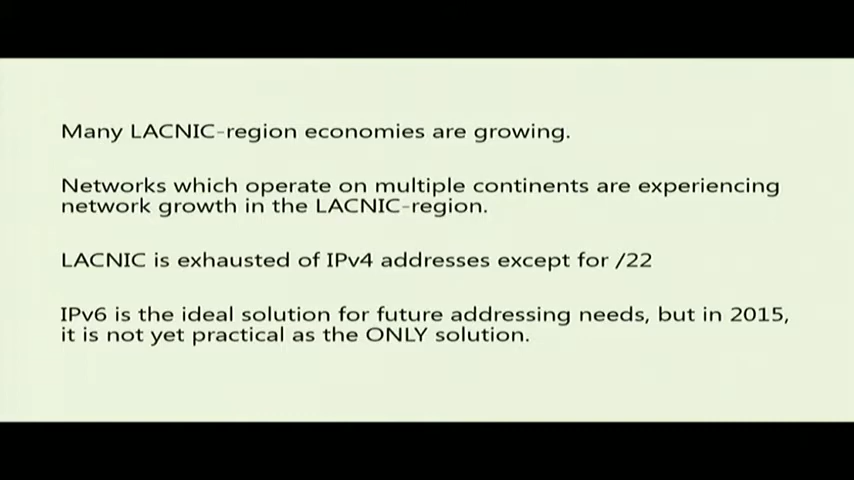 Many LACNIC-region economies are growing.
Networks which operate on multiple continents are experiencing
network growth in the LACNIC-region.
LACNIC is exhausted of IPv4 addresses except for /22
IPv6 is the ideal solution for future addressing needs, but in 2015,
it is not yet practical as the ONLY solution.